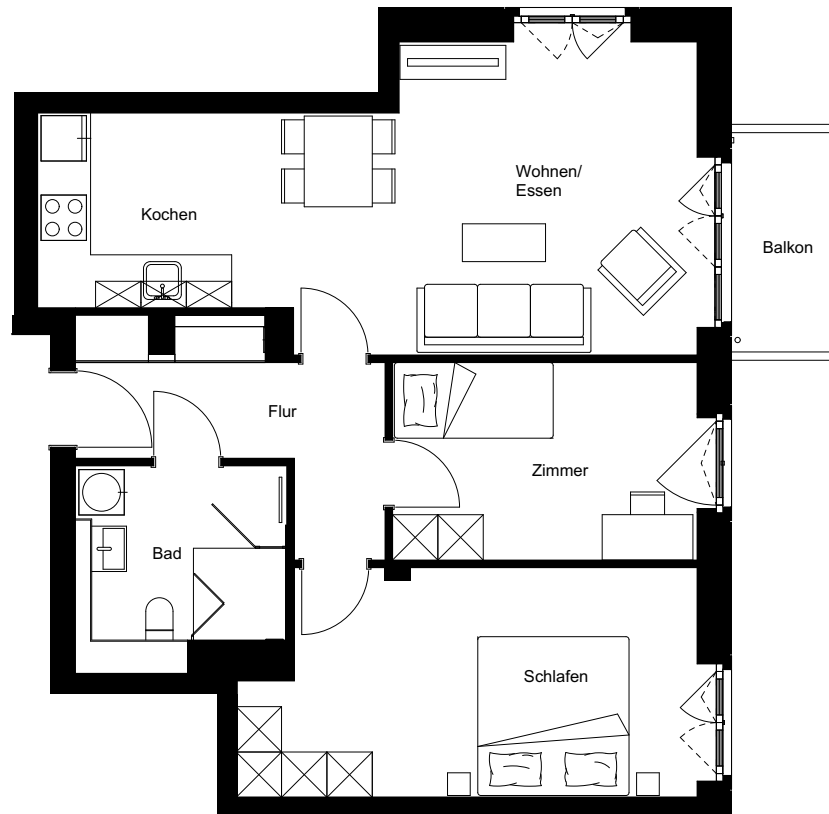 Wohnen/
Essen
Kochen
Balkon
Flur
Zimmer
Bad
Schlafen